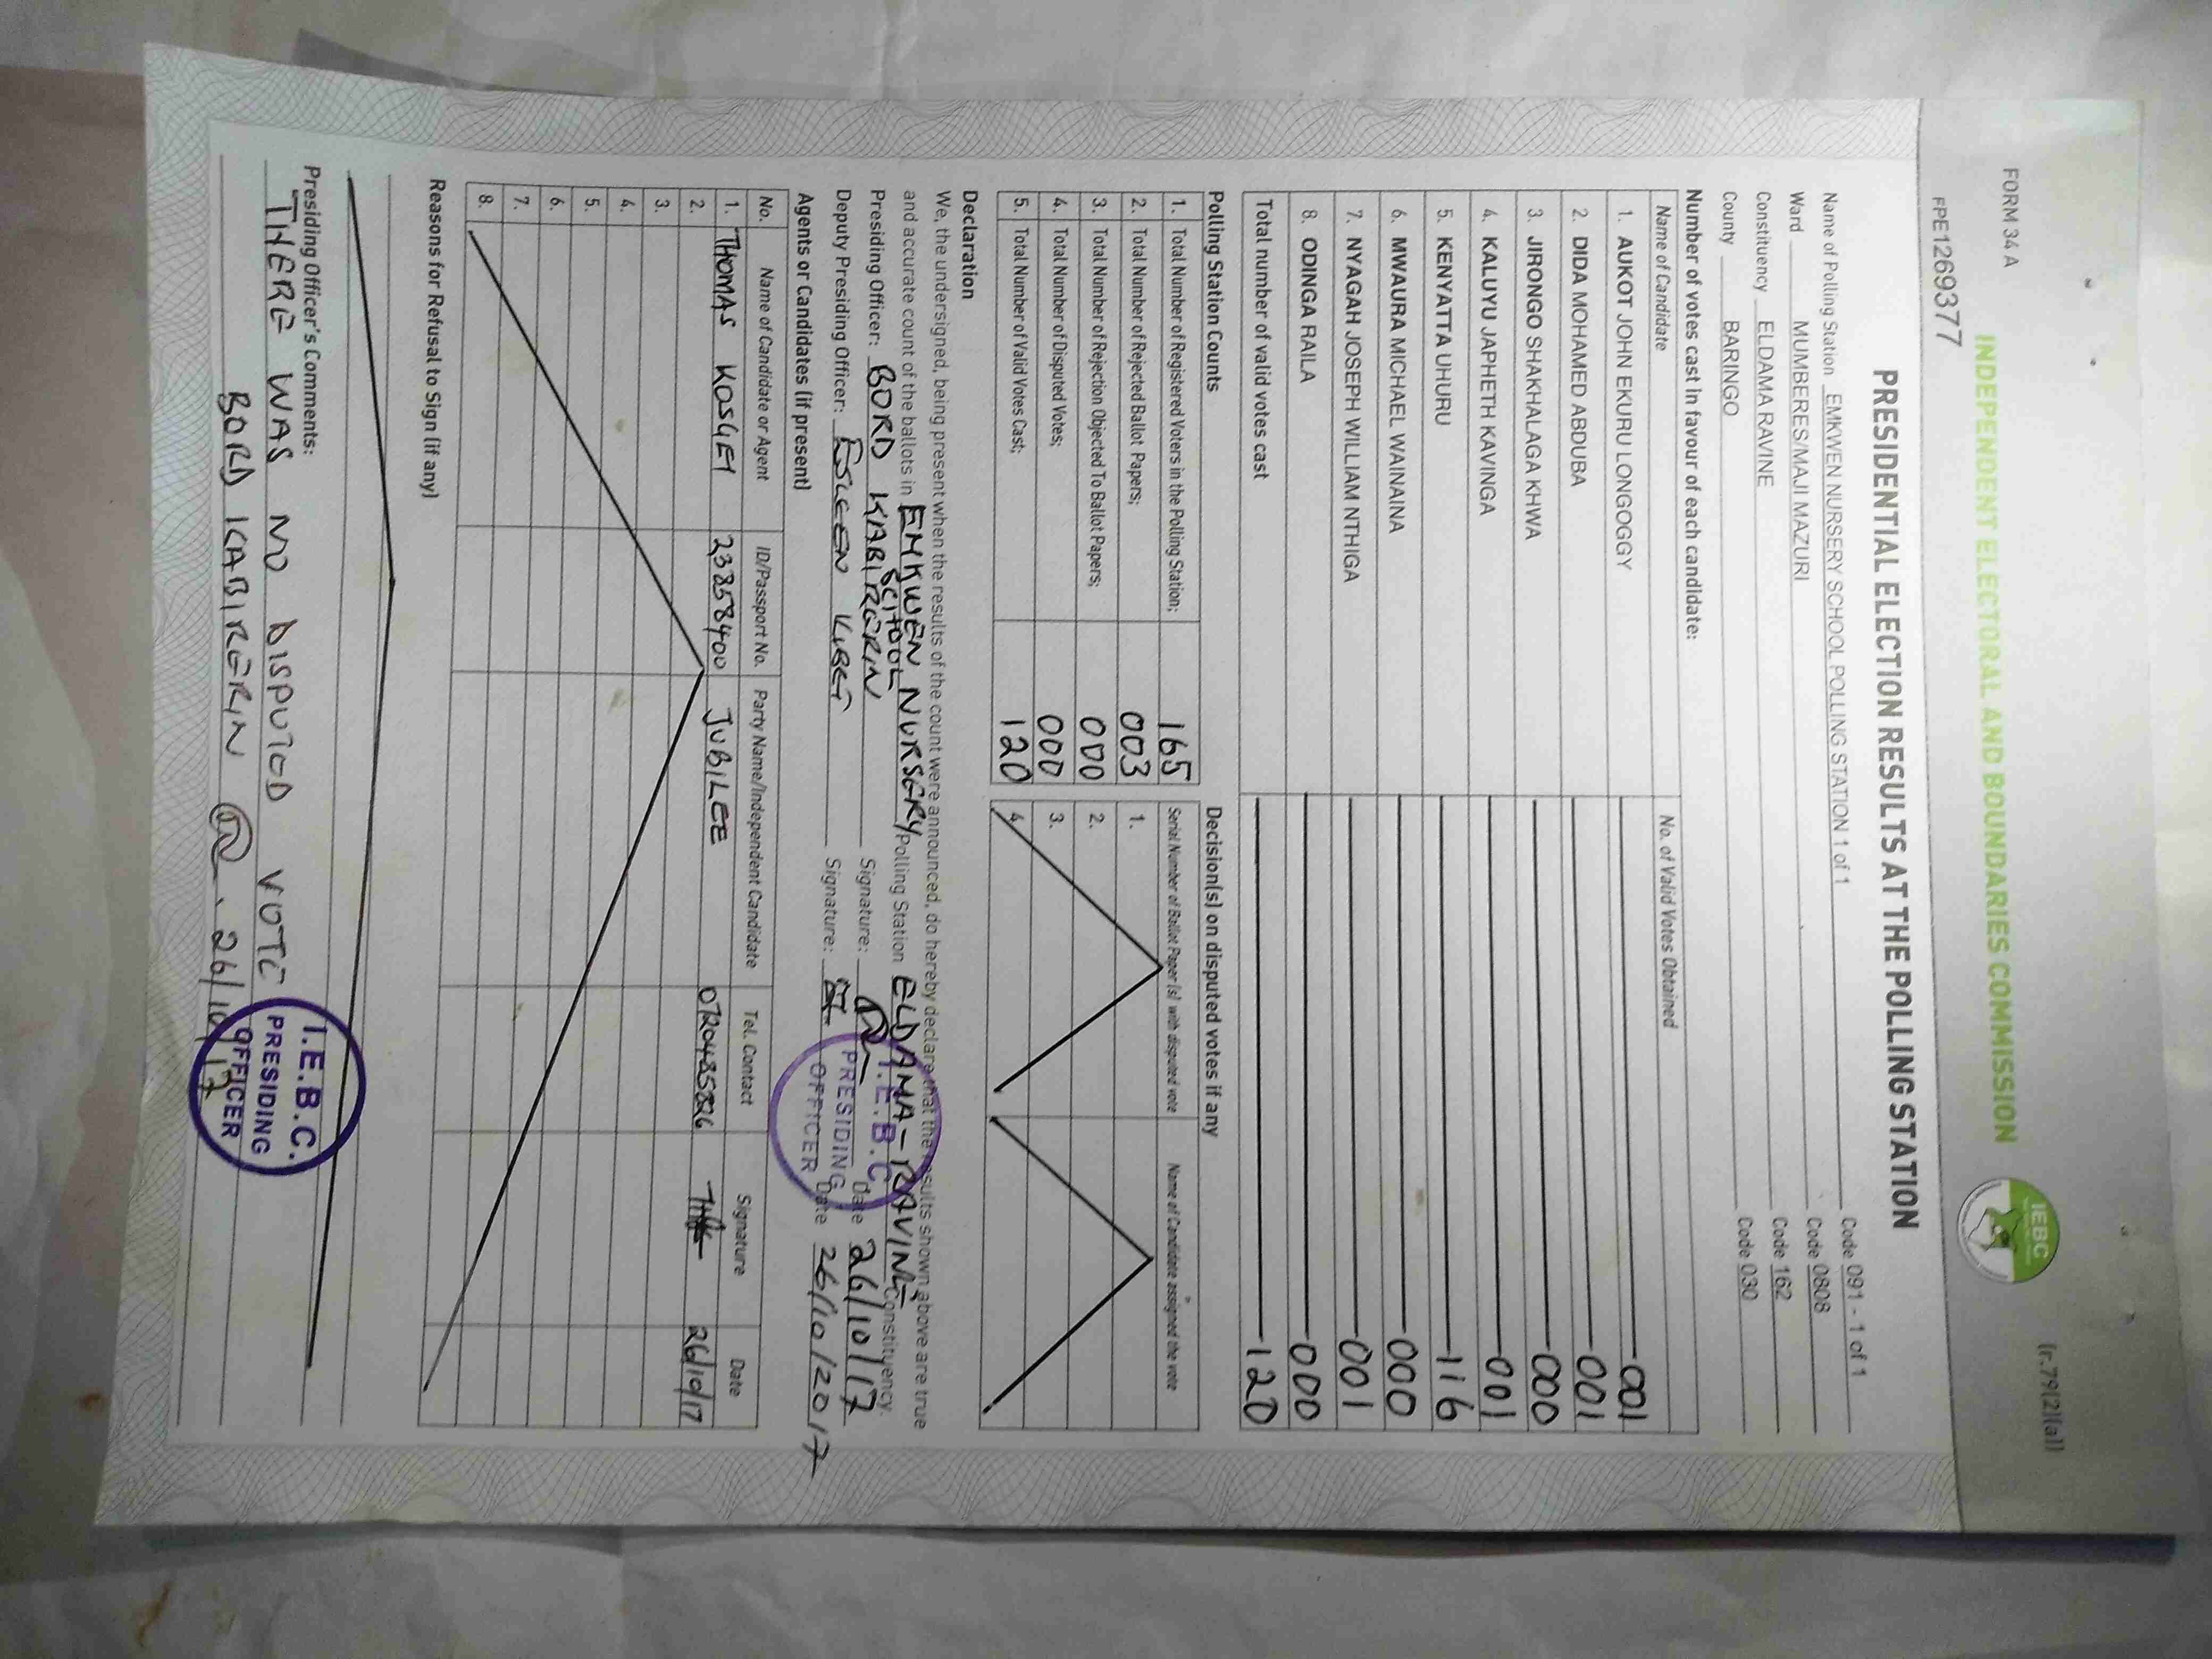 FORM 34 A
(r.79(2)(a))
INDEPENDENT ELECTORAL AND BOUNDARIES COMMISSION
IEBC
FPE1269377
PRESIDENTIAL ELECTION RESULTS AT THE POLLING STATION
Name of Polling Station EMKWEN NURSERY SCHOOL POLLING STATION 1 of 1 Code 091 - 1 of 1
Ward MUMBERES/MAJI MAZURI Code 0808
Constituency ELDAMA RAVINE Code 162
County BARINGO Code 030
Number of votes cast in favour of each candidate:
Name of Candidate No. of Valid Votes Obtained
1. AUKOT JOHN EKURU LONGOGGY 001
2. DIDA MOHAMED ABDUBA 001
3. JIRONGO SHAKHALAGA KHWA 000
4. KALUYU JAPHETH KAVINGA 001
5. KENYATTA UHURU 116
6. MWAURA MICHAEL WAINAINA 000
7. NYAGAH JOSEPH WILLIAM NTHIGA 001
8. ODINGA RAILA 000
Total number of valid votes cast 120
Polling Station Counts Decision(s) on disputed votes if any
Serial Number of Ballot Paper (s) with disputed vote Name of Candidate assigned the vote
1. Total Number of Registered Voters in the Polling Station; 165
2. Total Number of Rejected Ballot Papers; 003 1.
3. Total Number of Rejection Objected To Ballot Papers; 000 2.
4. Total Number of Disputed Votes; 000 3.
5. Total Number of Valid Votes Cast; 120 4.
Declaration
We, the undersigned, being present when the results of the count were announced, do hereby declare that the results shown above are true
and accurate count of the ballots in EMKWEN NURSERY SCHOOL Polling Station ELDAMA-RAVINE Constituency.
Presiding Officer: BORD KIABIRERIN Signature: Date 26/10/17
Deputy Presiding Officer: KIBET Signature: Date 26/10/2017
I.E.B.C
PRESIDING
OFFICER
Agents or Candidates (if present)
No. Name of Candidate or Agent ID/Passport No. Party Name/Independent Candidate Tel. Contact Signature Date
1. THOMAS KOSGEI 23858400 JUBILEE 0720485826 26/10/17
2.
3.
4.
5.
6.
7.
8.
Reasons for Refusal to Sign (if any)
Presiding Officer's Comments:
THERE WAS NO DISPUTED VOTE
BORD KABIRERIN 26/10/17
I.E.B.C.
PRESIDING
OFFICER